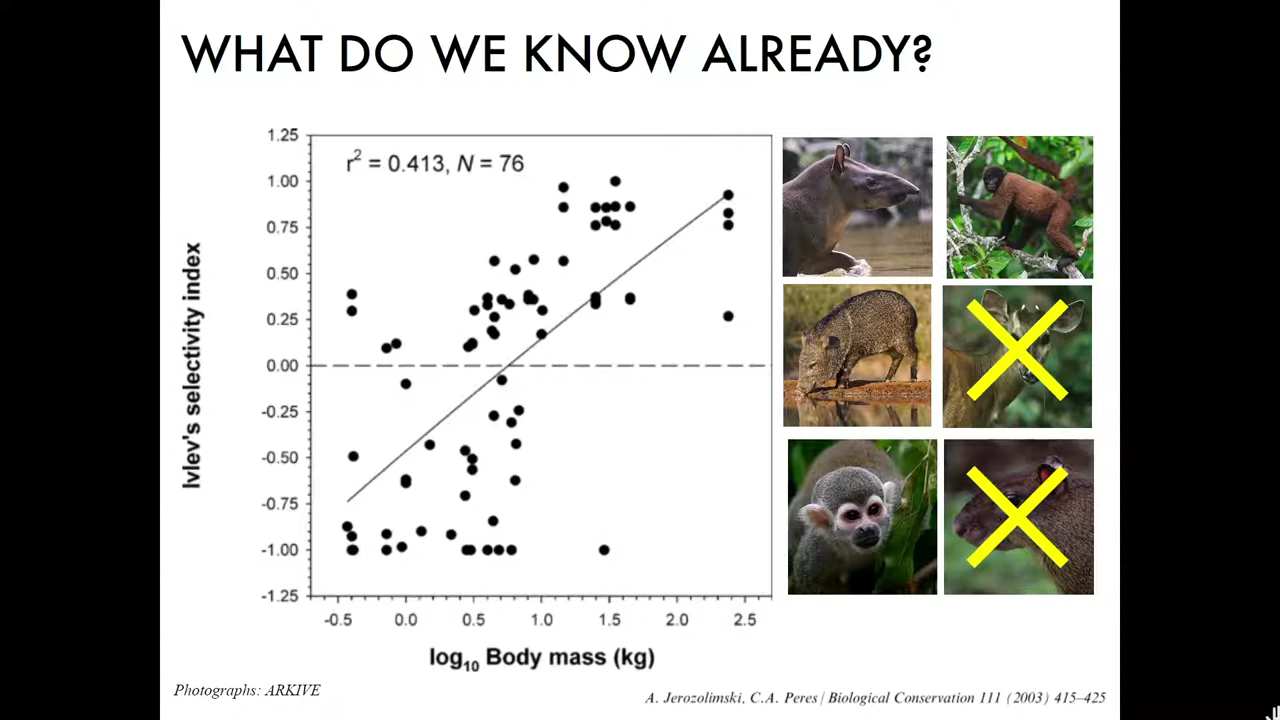 WHAT DO WE KNOW ALREADY?
r² = 0.413, N = 76
1.25
1.00
0.75
0.50
0.25
0.00
-0.25
-0.50
-0.75
-1.00
-1.25
Ivlev's selectivity index
-0.5 0.0 0.5 1.0 1.5 2.0 2.5
log₁₀ Body mass (kg)
Photographs: ARKIVE
A. Jerozolimski, C.A. Peres / Biological Conservation 111 (2003) 415–425